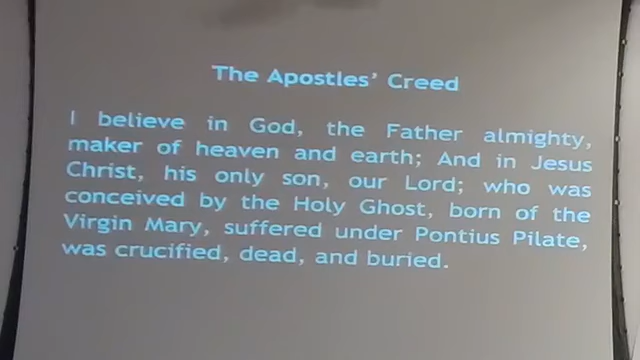 The Apostles' Creed
I believe in God, the Father almighty,
maker of heaven and earth; And in Jesus
Christ, his only son, our Lord; who was
conceived by the Holy Ghost, born of the
Virgin Mary, suffered under Pontius Pilate,
was crucified, dead, and buried.